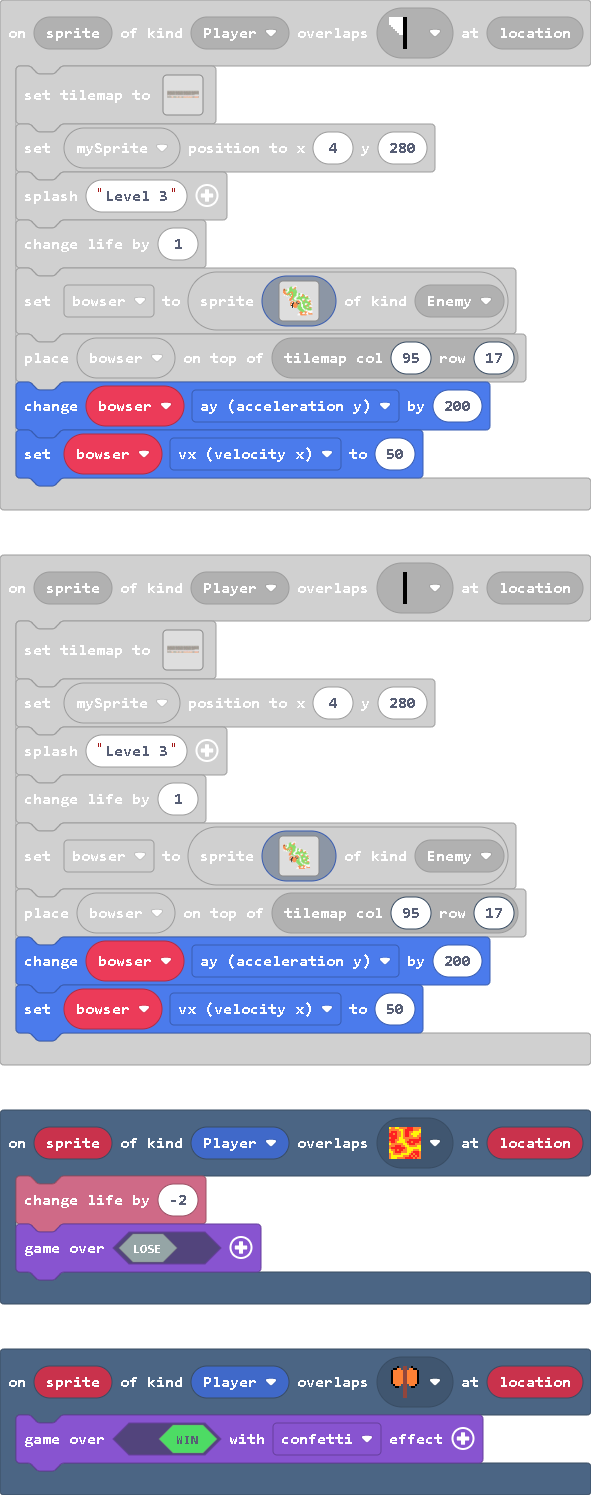 on sprite of kind Player overlaps at location
set tilemap to
set mySprite position to x 4 y 280
splash "Level 3"
change life by 1
set bowser to sprite of kind Enemy
place bowser on top of tilemap col 95 row 17
change bowser ay (acceleration y) by 200
set bowser vx (velocity x) to 50
on sprite of kind Player overlaps at location
set tilemap to
set mySprite position to x 4 y 280
splash "Level 3"
change life by 1
set bowser to sprite of kind Enemy
place bowser on top of tilemap col 95 row 17
change bowser ay (acceleration y) by 200
set bowser vx (velocity x) to 50
on sprite of kind Player overlaps at location
change life by -2
game over LOSE
on sprite of kind Player overlaps at location
game over WIN with confetti effect